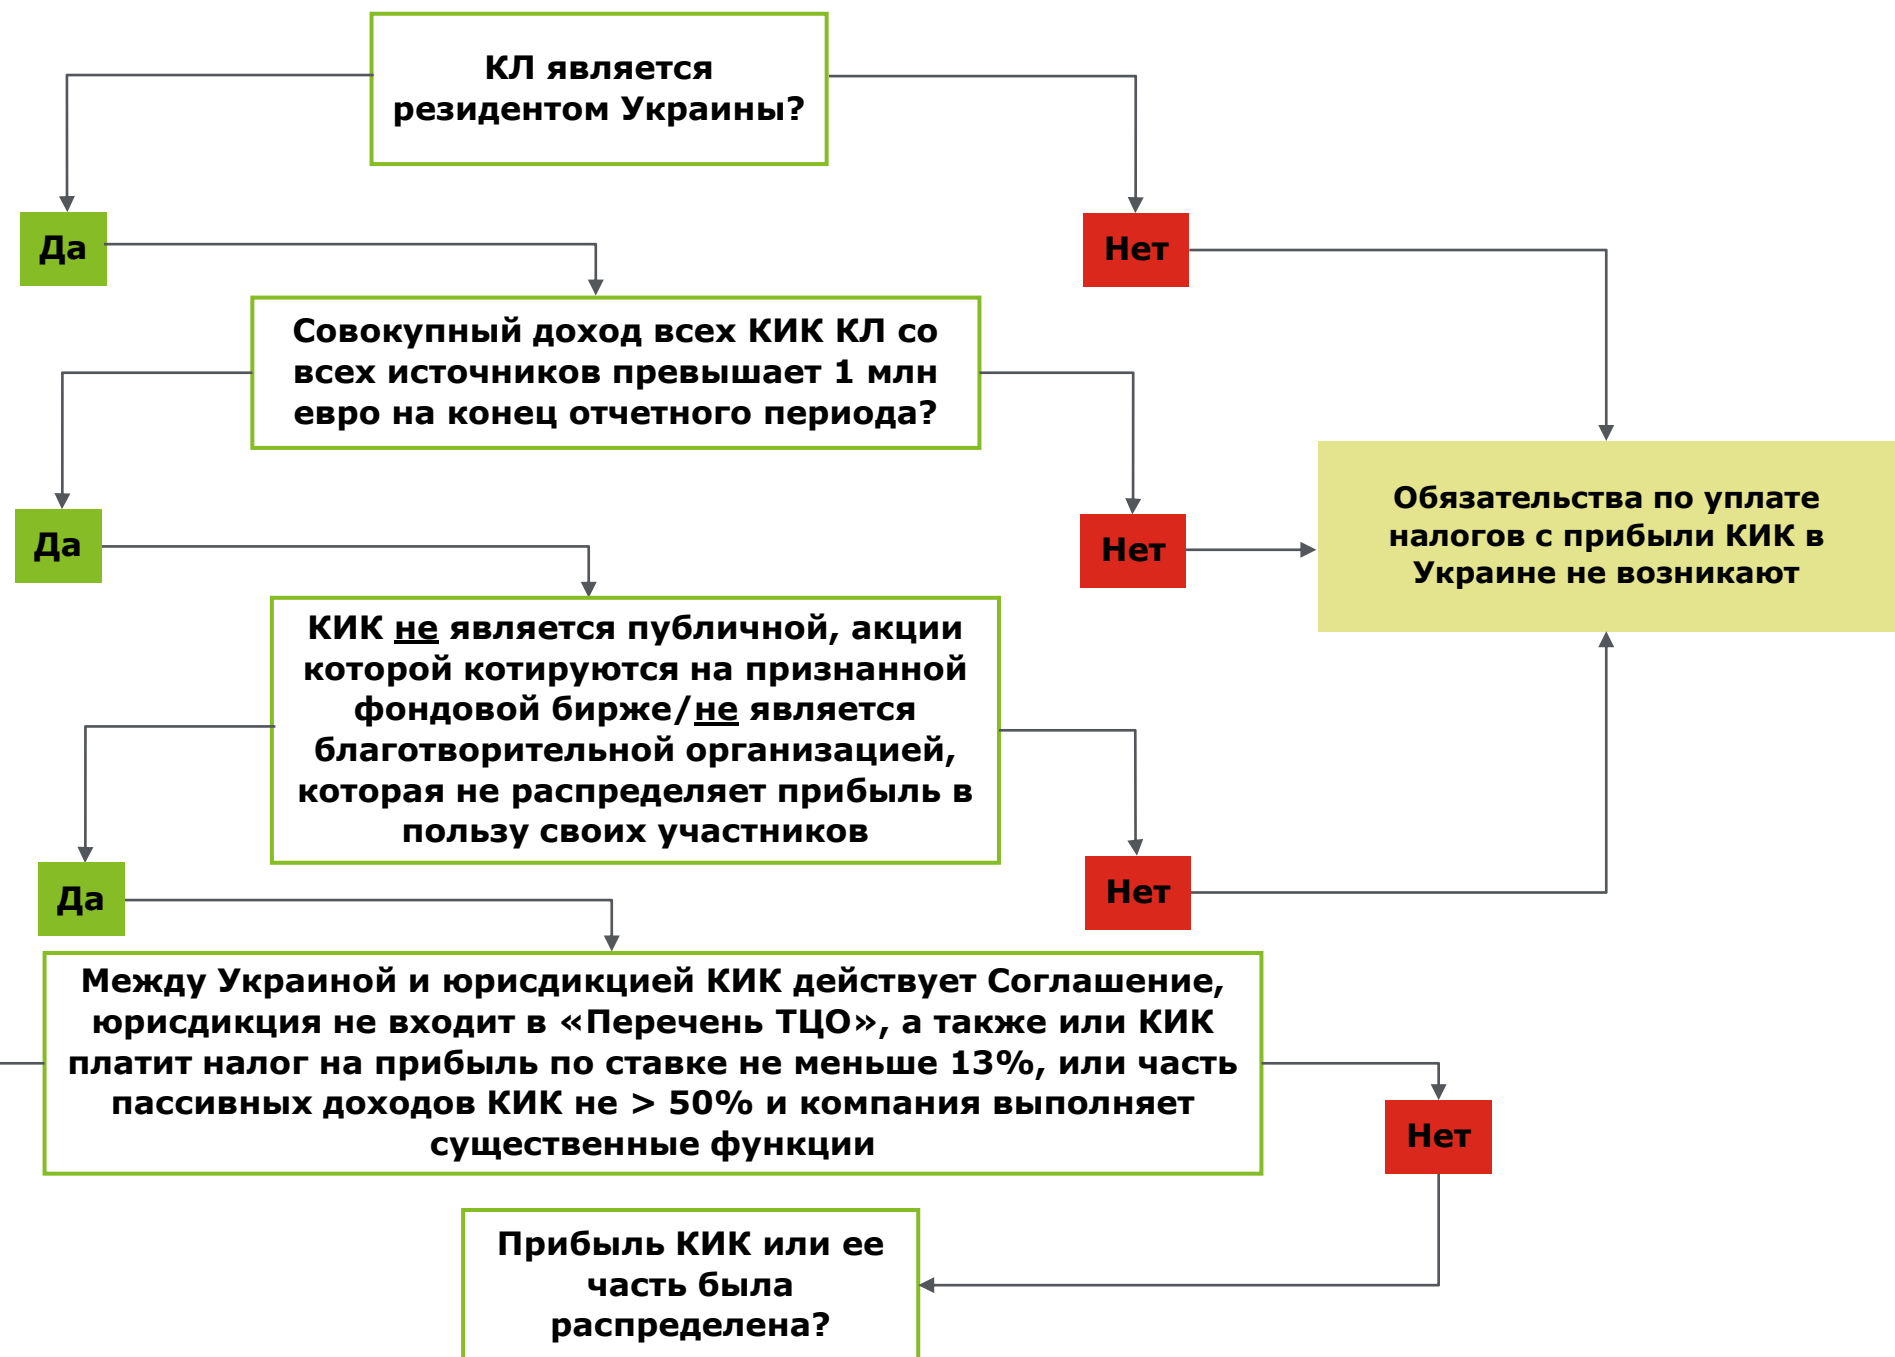 КЛ является
резидентом Украины?
Да
Нет
Совокупный доход всех КИК КЛ со
всех источников превышает 1 млн
евро на конец отчетного периода?
Да
Нет
Обязательства по уплате
налогов с прибыли КИК в
Украине не возникают
КИК не является публичной, акции
которой котируются на признанной
фондовой бирже/не является
благотворительной организацией,
которая не распределяет прибыль в
пользу своих участников
Да
Нет
Между Украиной и юрисдикцией КИК действует Соглашение,
юрисдикция не входит в «Перечень ТЦО», а также или КИК
платит налог на прибыль по ставке не меньше 13%, или часть
пассивных доходов КИК не > 50% и компания выполняет
существенные функции
Нет
Прибыль КИК или ее
часть была
распределена?